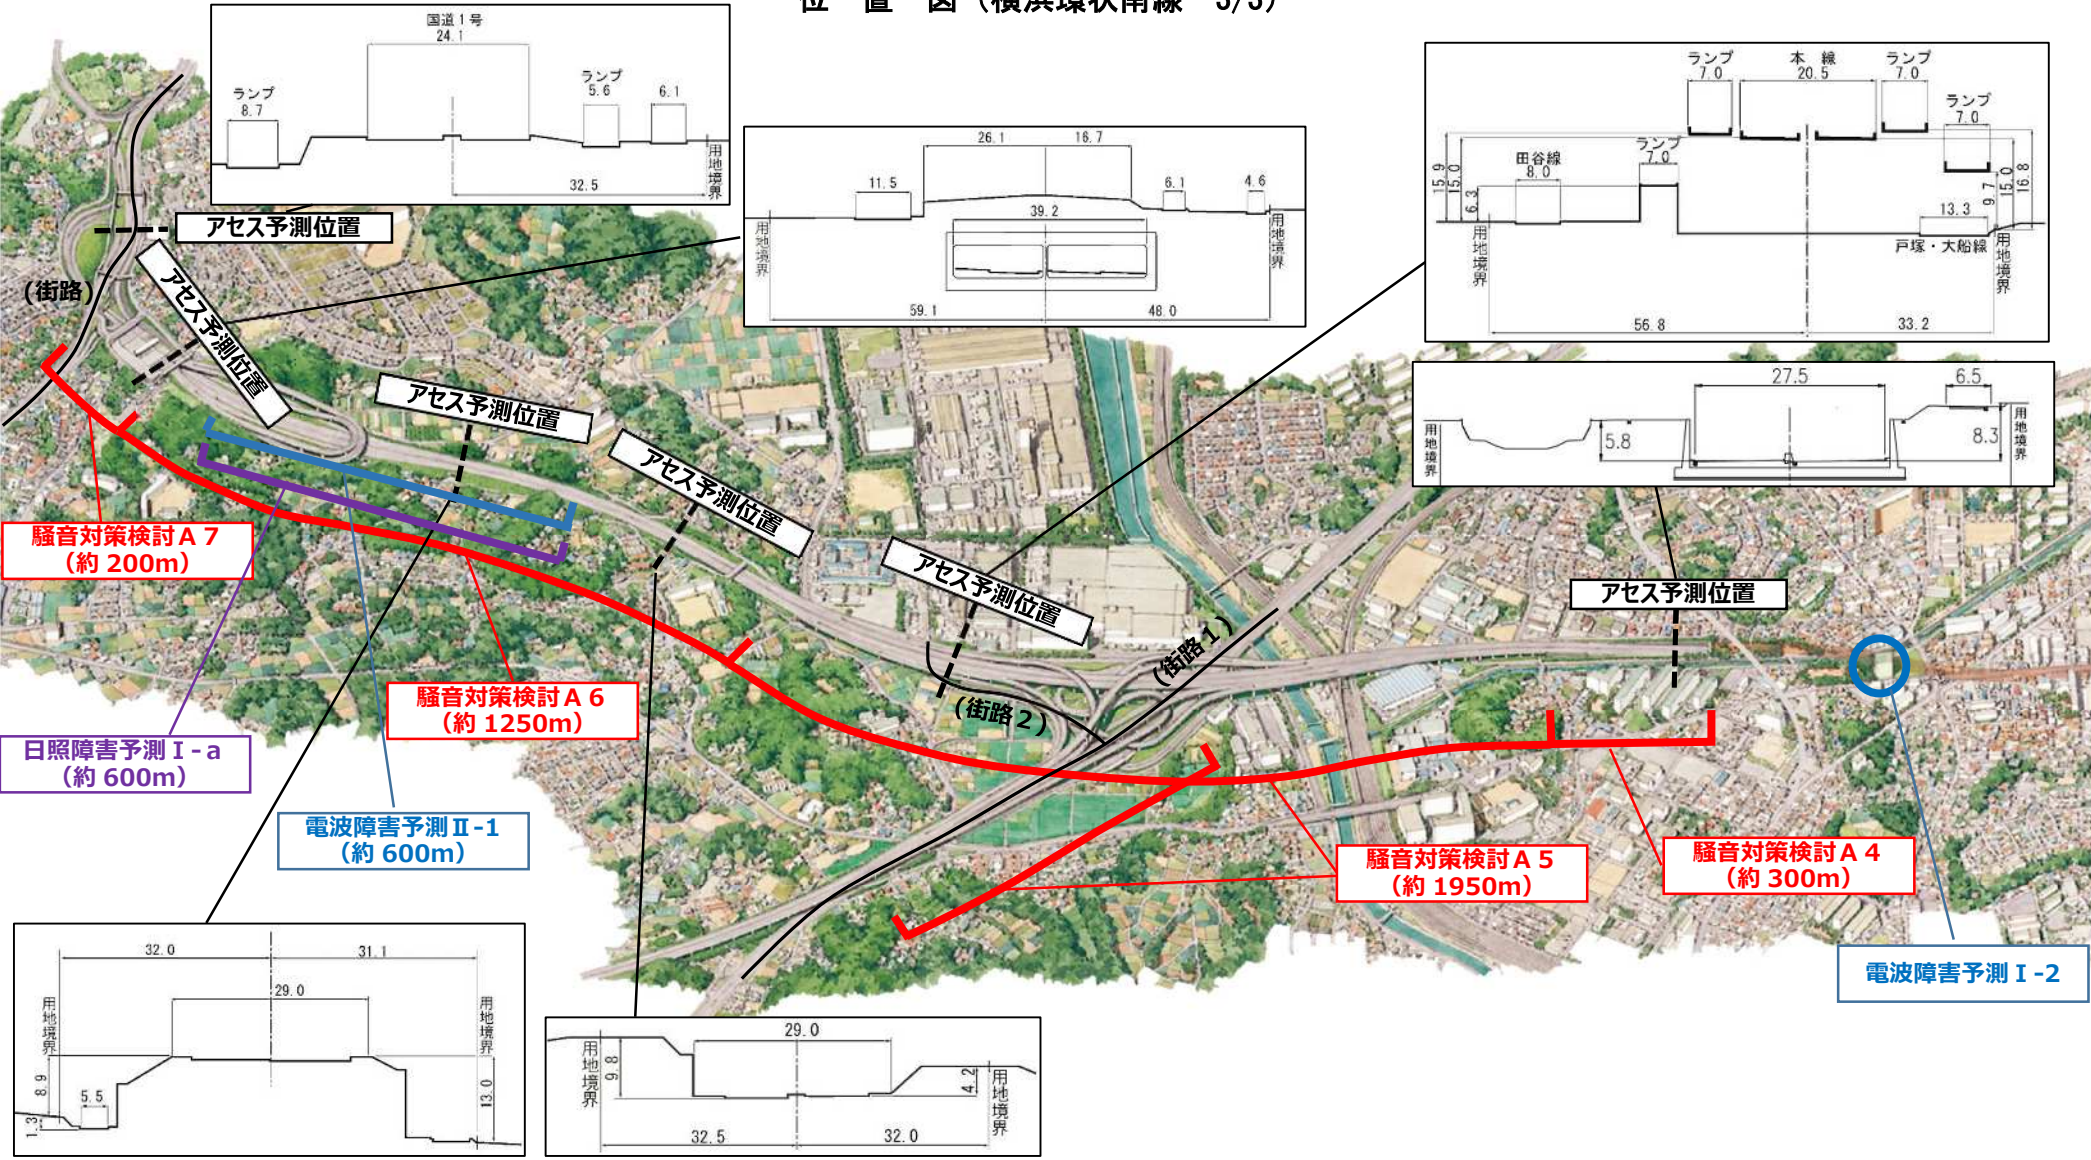 位 置 図（横浜環状南線 3/3）
国道１号
24.1
ランプ
8.7
ランプ
5.6
6.1
32.5
用地境界
アセス予測位置
26.1
16.7
11.5
6.1
4.6
39.2
用地境界
用地境界
59.1
48.0
ランプ
7.0
本 線
20.5
ランプ
7.0
ランプ
7.0
田谷線
8.0
ランプ
7.0
15.9
15.0
6.3
9.7
15.0
16.8
13.3
戸塚・大船線
用地境界
用地境界
56.8
33.2
27.5
6.5
5.8
8.3
用地境界
用地境界
(街路)
アセス予測位置
アセス予測位置
アセス予測位置
アセス予測位置
アセス予測位置
(街路１)
(街路２)
騒音対策検討Ａ７
（約 200m）
騒音対策検討Ａ６
（約 1250m）
日照障害予測Ⅰ-a
（約 600m）
電波障害予測Ⅱ-1
（約 600m）
騒音対策検討Ａ５
（約 1950m）
騒音対策検討Ａ４
（約 300m）
電波障害予測Ⅰ-2
32.0
31.1
29.0
用地境界
用地境界
8.9
5.5
1.3
13.0
29.0
用地境界
9.8
4.2
用地境界
32.5
32.0